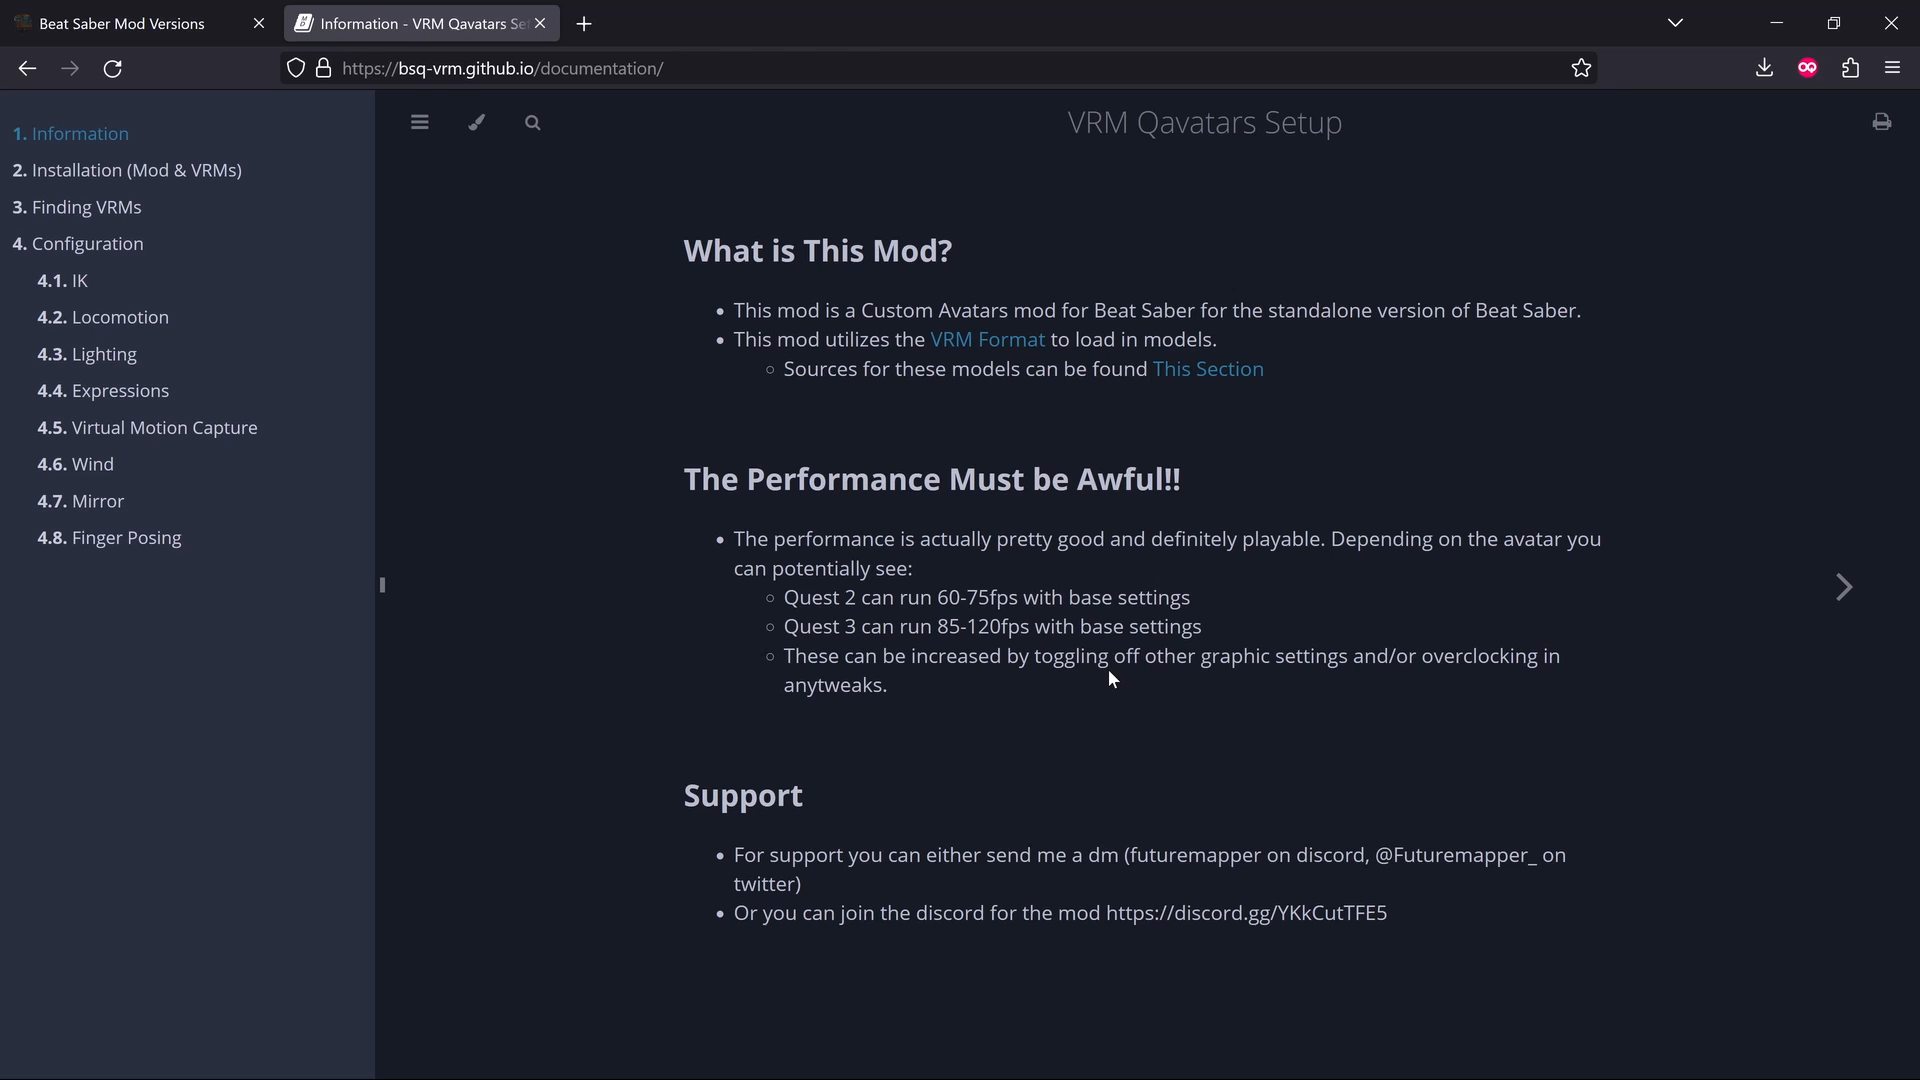 Beat Saber Mod Versions
Information - VRM Qavatars Se
https://bsq-vrm.github.io/documentation/
1. Information
2. Installation (Mod & VRMs)
3. Finding VRMs
4. Configuration
4.1. IK
4.2. Locomotion
4.3. Lighting
4.4. Expressions
4.5. Virtual Motion Capture
4.6. Wind
4.7. Mirror
4.8. Finger Posing
VRM Qavatars Setup
What is This Mod?
• This mod is a Custom Avatars mod for Beat Saber for the standalone version of Beat Saber.
• This mod utilizes the VRM Format to load in models.
◦ Sources for these models can be found This Section
The Performance Must be Awful!!
• The performance is actually pretty good and definitely playable. Depending on the avatar you
can potentially see:
◦ Quest 2 can run 60-75fps with base settings
◦ Quest 3 can run 85-120fps with base settings
◦ These can be increased by toggling off other graphic settings and/or overclocking in
anytweaks.
Support
• For support you can either send me a dm (futuremapper on discord, @Futuremapper_ on
twitter)
• Or you can join the discord for the mod https://discord.gg/YKkCutTFE5